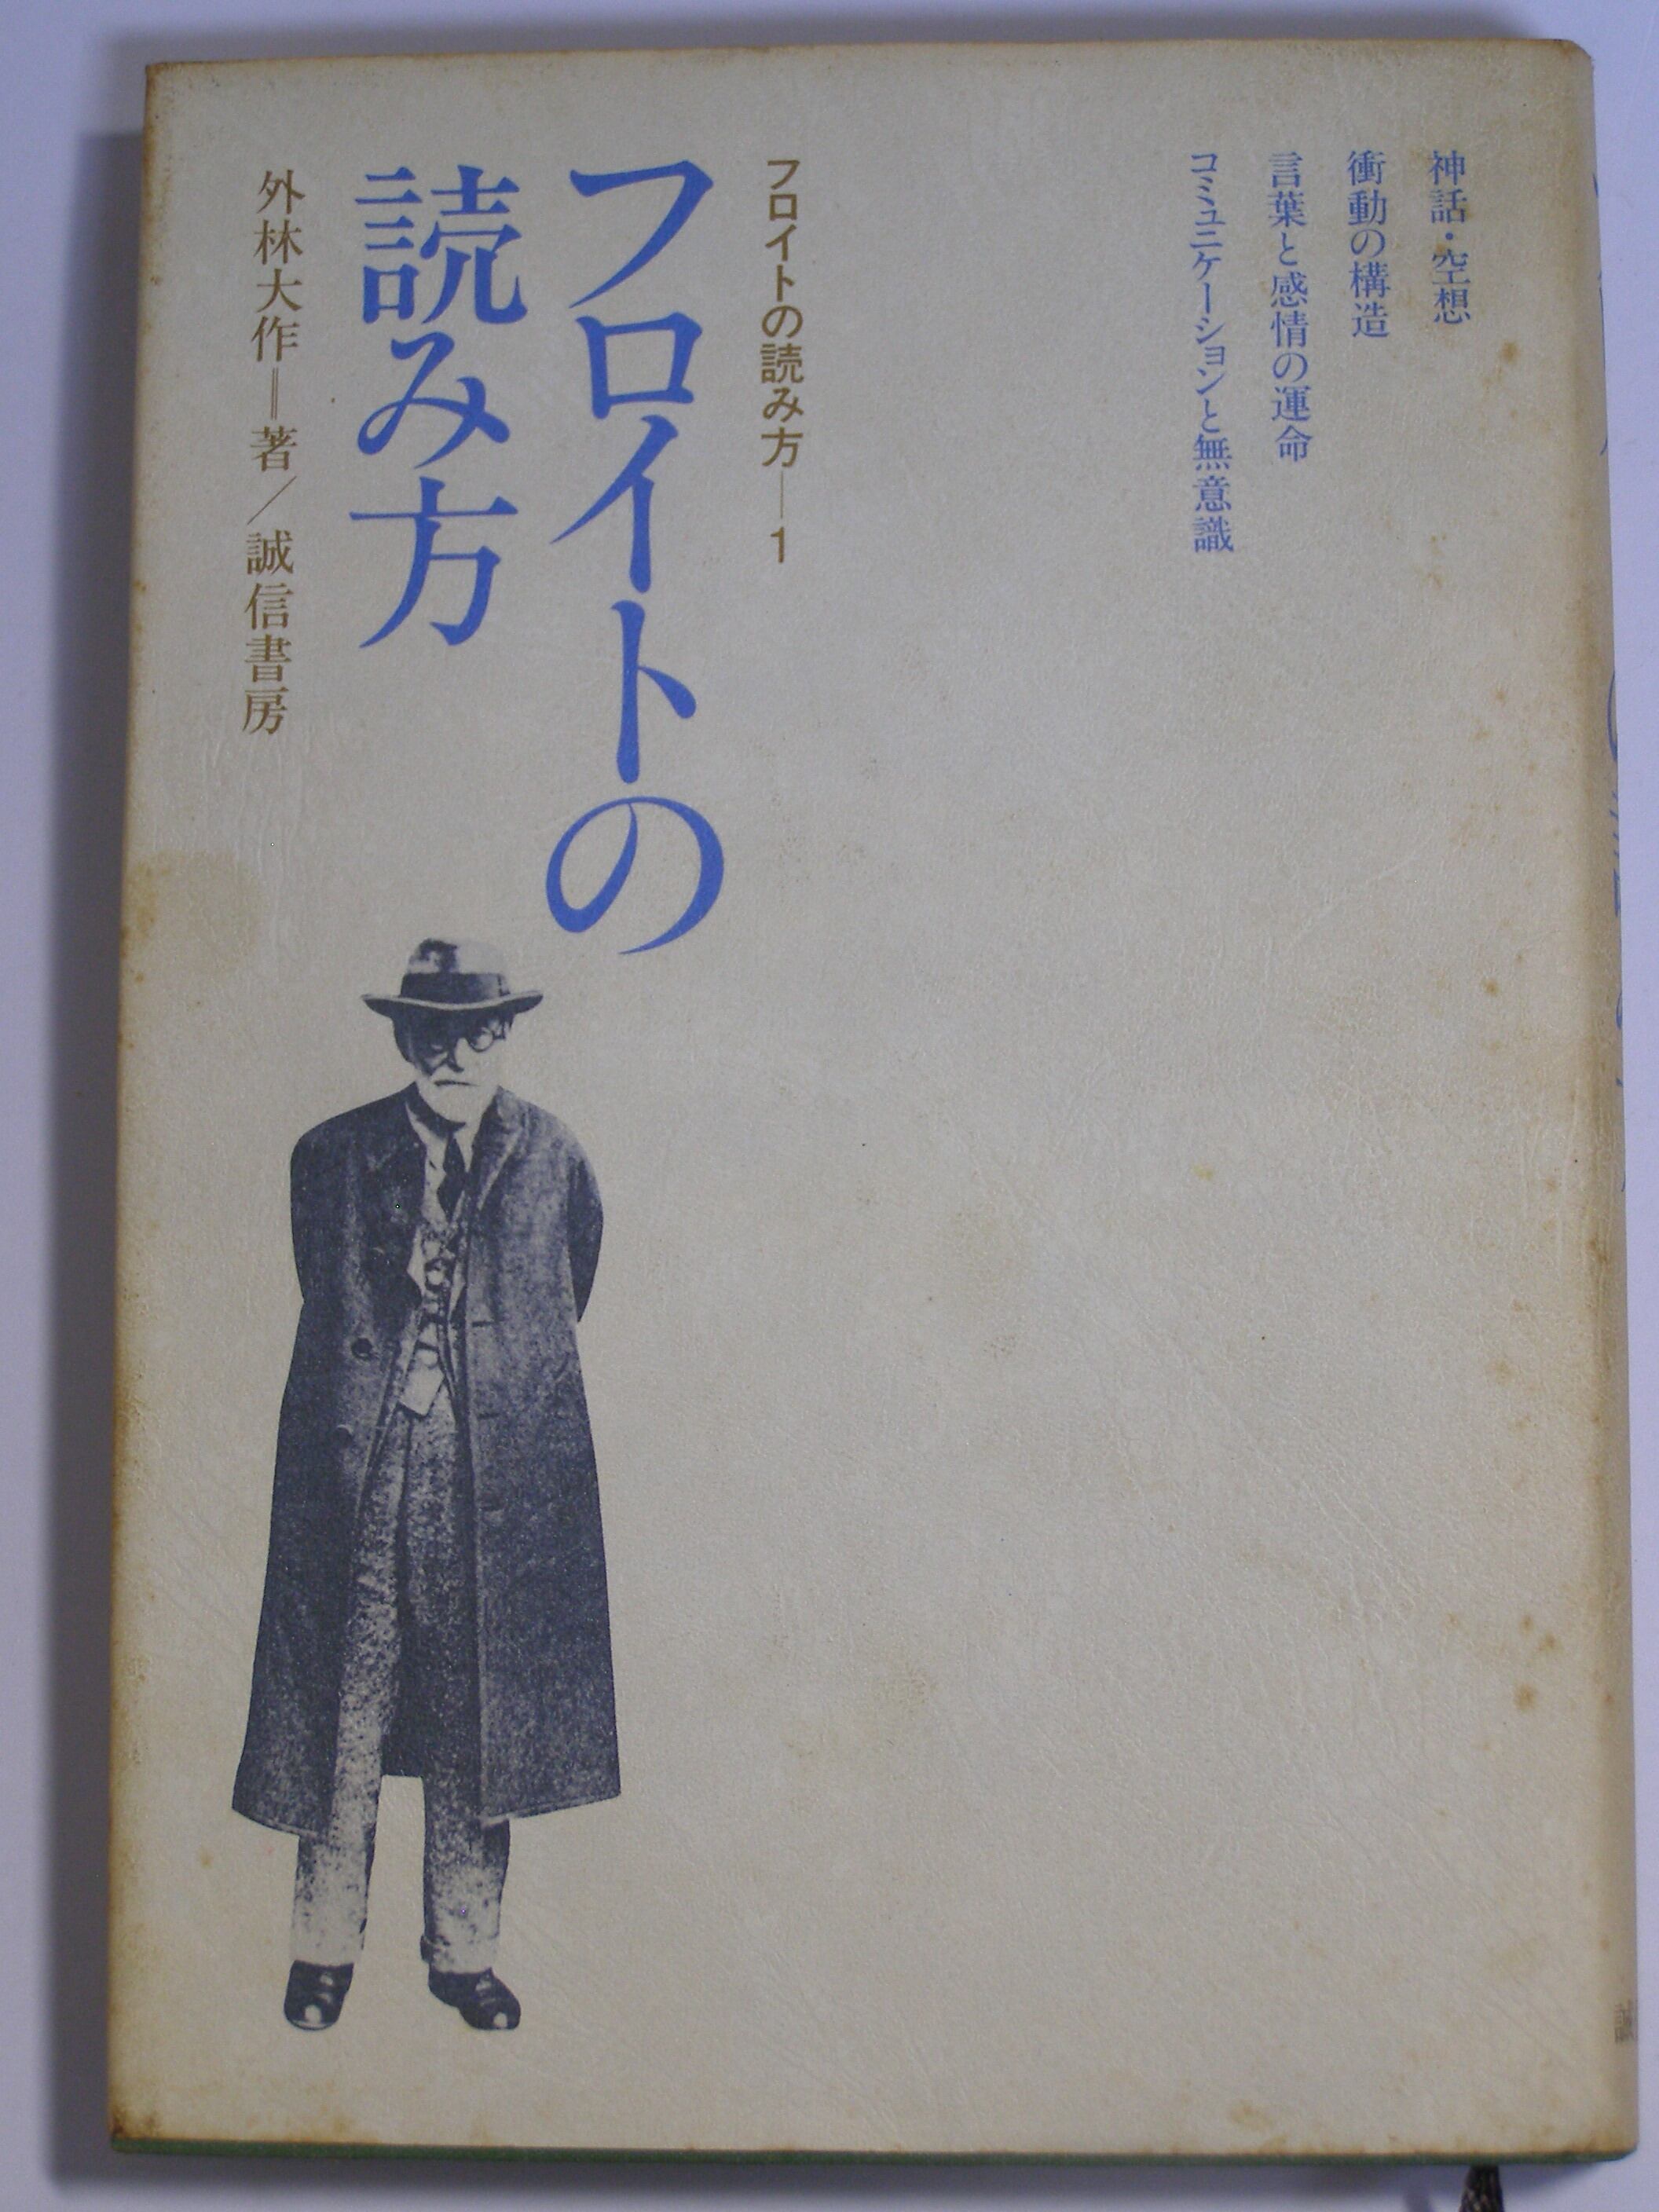 神話・空想
衝動の構造
言葉と感情の運命
コミュニケーションと無意識
フロイトの読み方―1
フロイトの
読み方
外林大作＝著／誠信書房